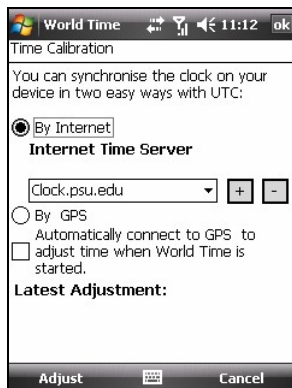 World Time 11:12 ok
Time Calibration
You can synchronise the clock on your
device in two easy ways with UTC:
By Internet
Internet Time Server
Clock.psu.edu + -
By GPS
Automatically connect to GPS to
adjust time when World Time is
started.
Latest Adjustment:
Adjust Cancel